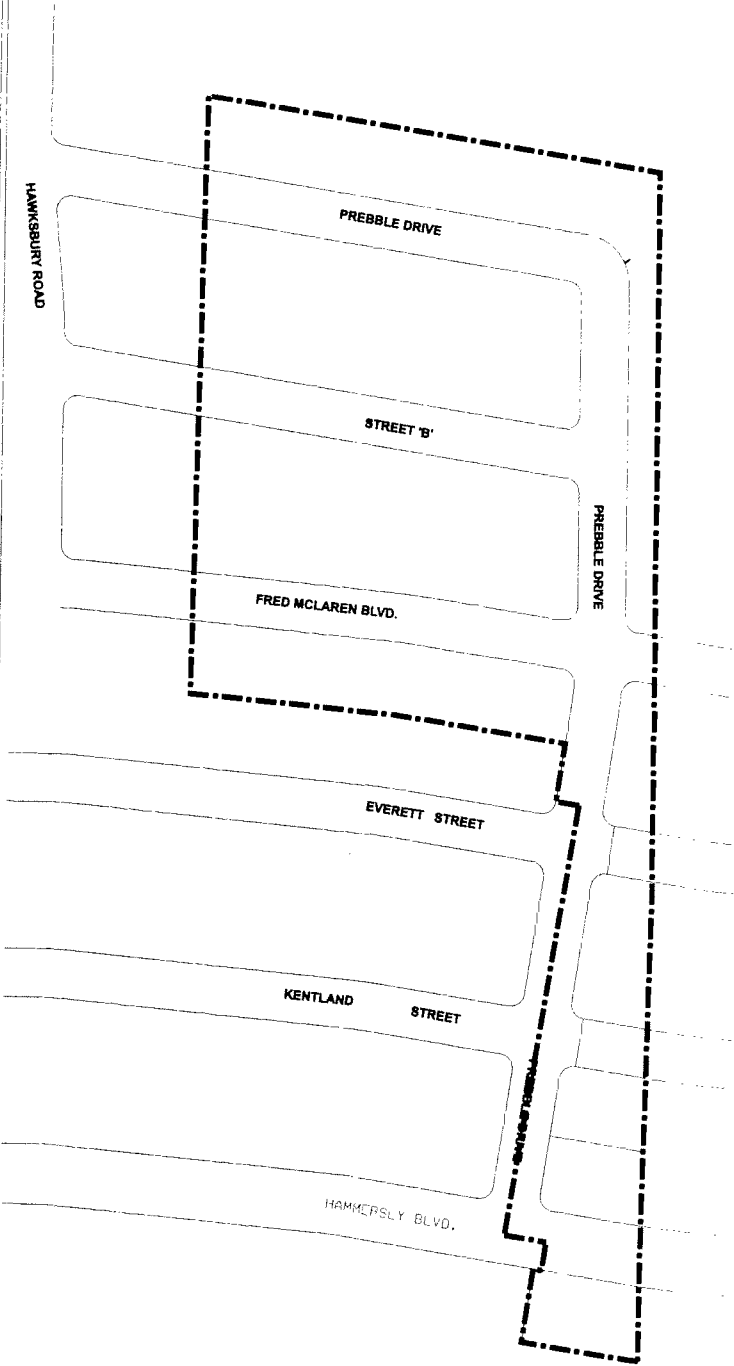 HAWKSBURY ROAD
PREBBLE DRIVE
STREET 'B'
PREBBLE DRIVE
FRED MCLAREN BLVD.
EVERETT STREET
KENTLAND STREET
HAMMERSLY BLVD.